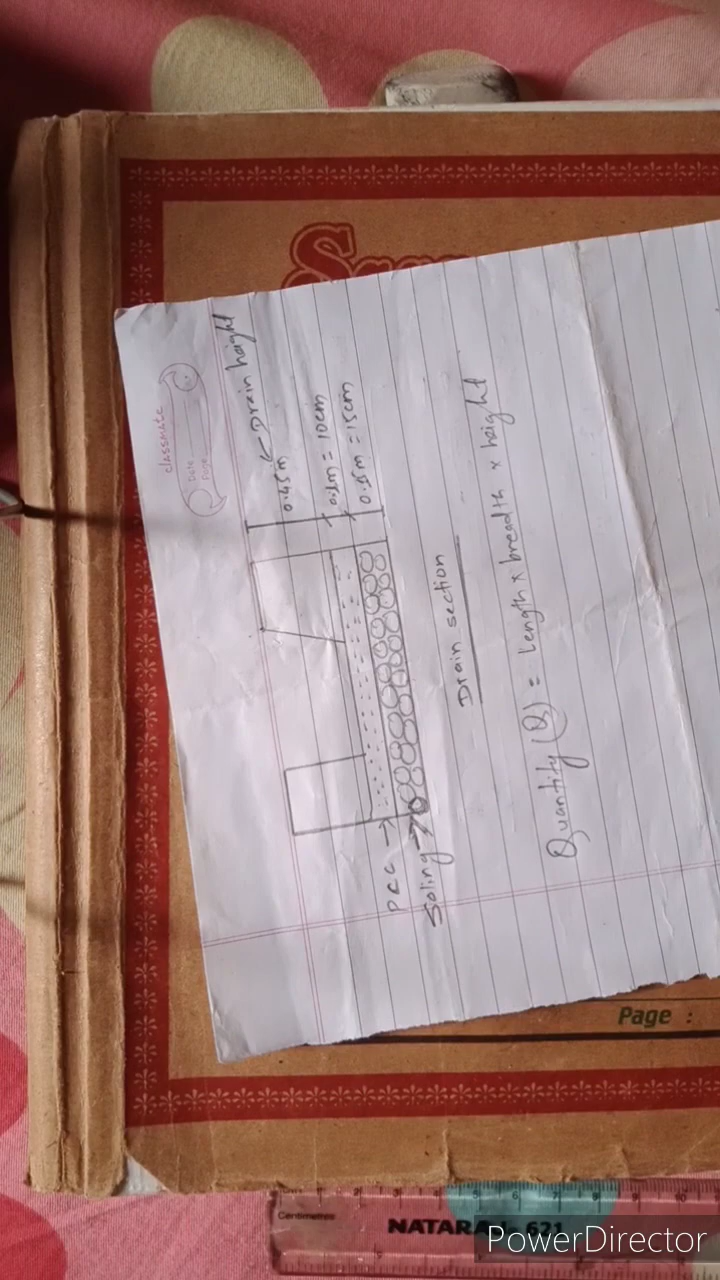 classmate
Date
Page
0.45m ← Drain height
0.1m = 10cm
0.15m = 15cm
PCC →
Soling →
Drain section
Quantity (Q) = Length x breadth x height
Page :
Centimetres
NATARAJ 621
PowerDirector